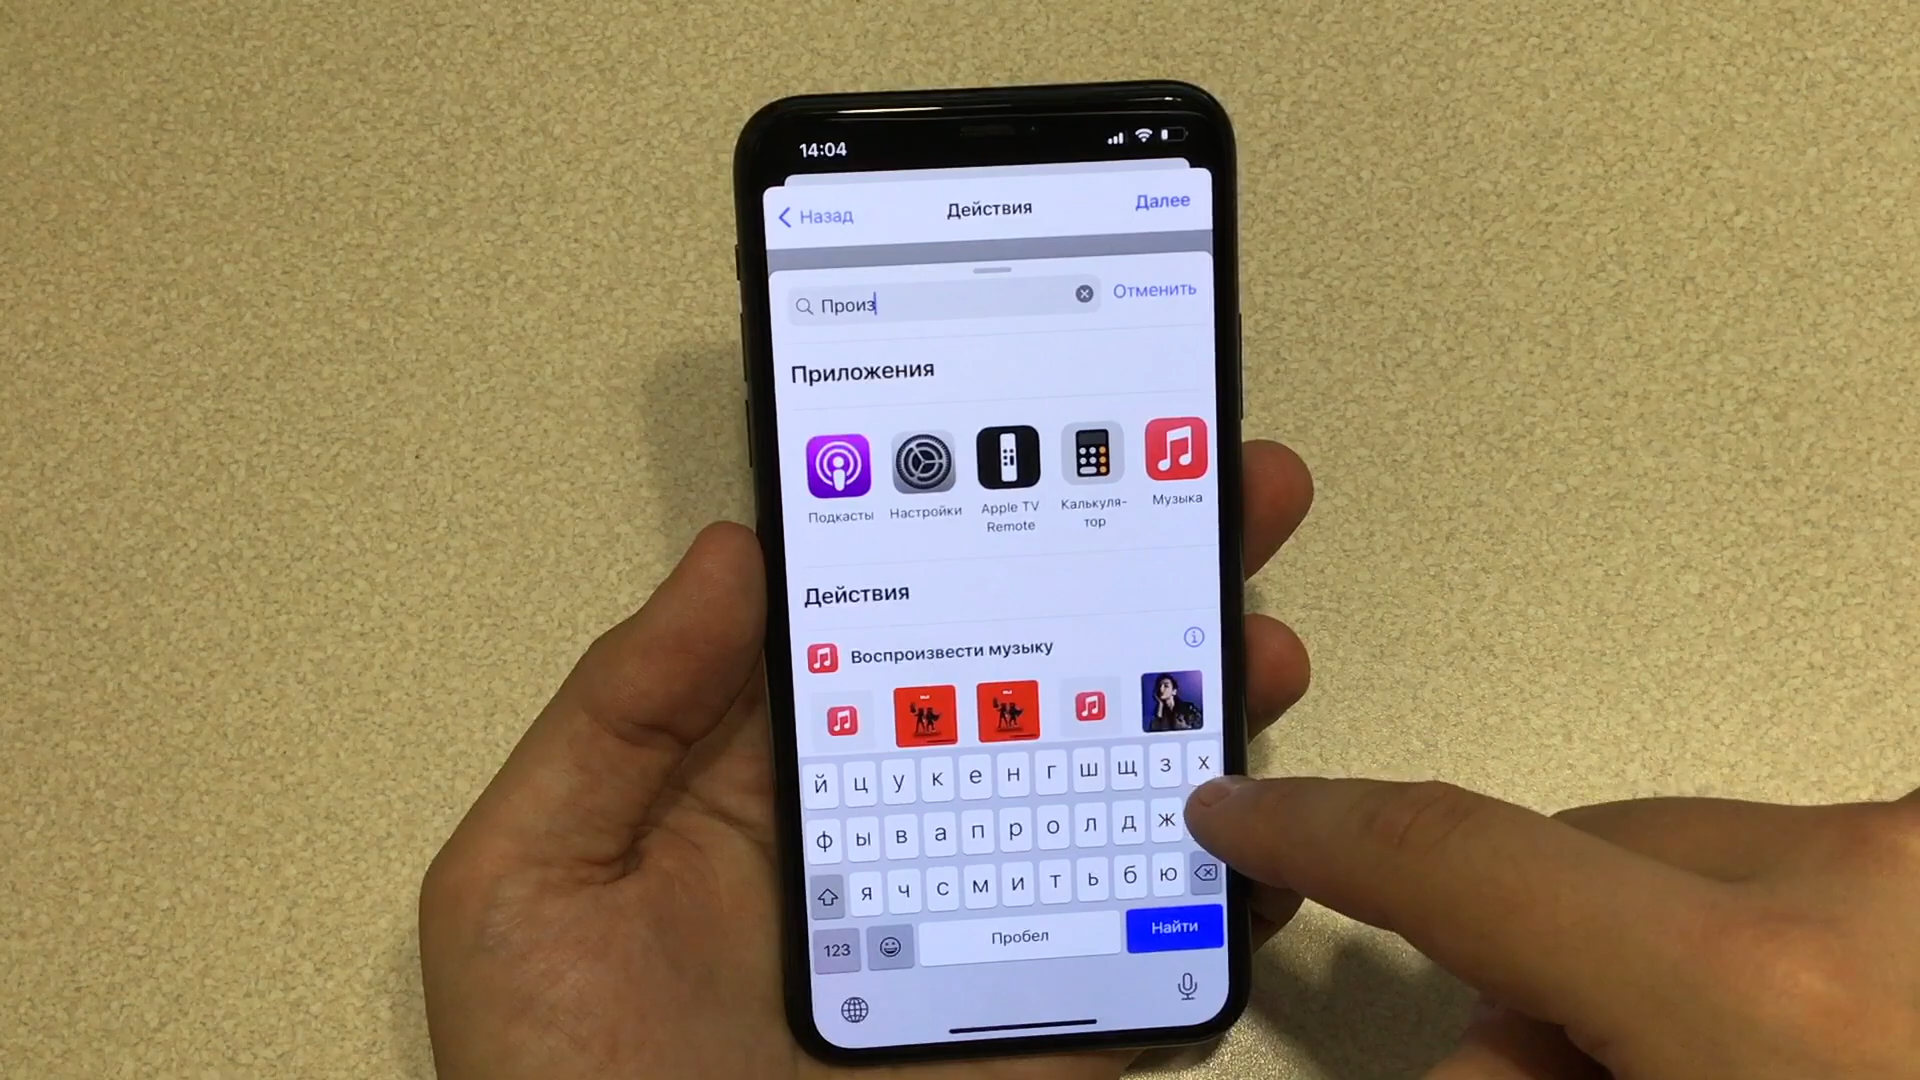 14:04
Назад Действия Далее
Произ Отменить
Приложения
Подкасты Настройки Apple TV Remote Калькуля-тор Музыка
Действия
Воспроизвести музыку
й ц у к е н г ш щ з х
ф ы в а п р о л д ж
я ч с м и т ь б ю
123 Пробел Найти